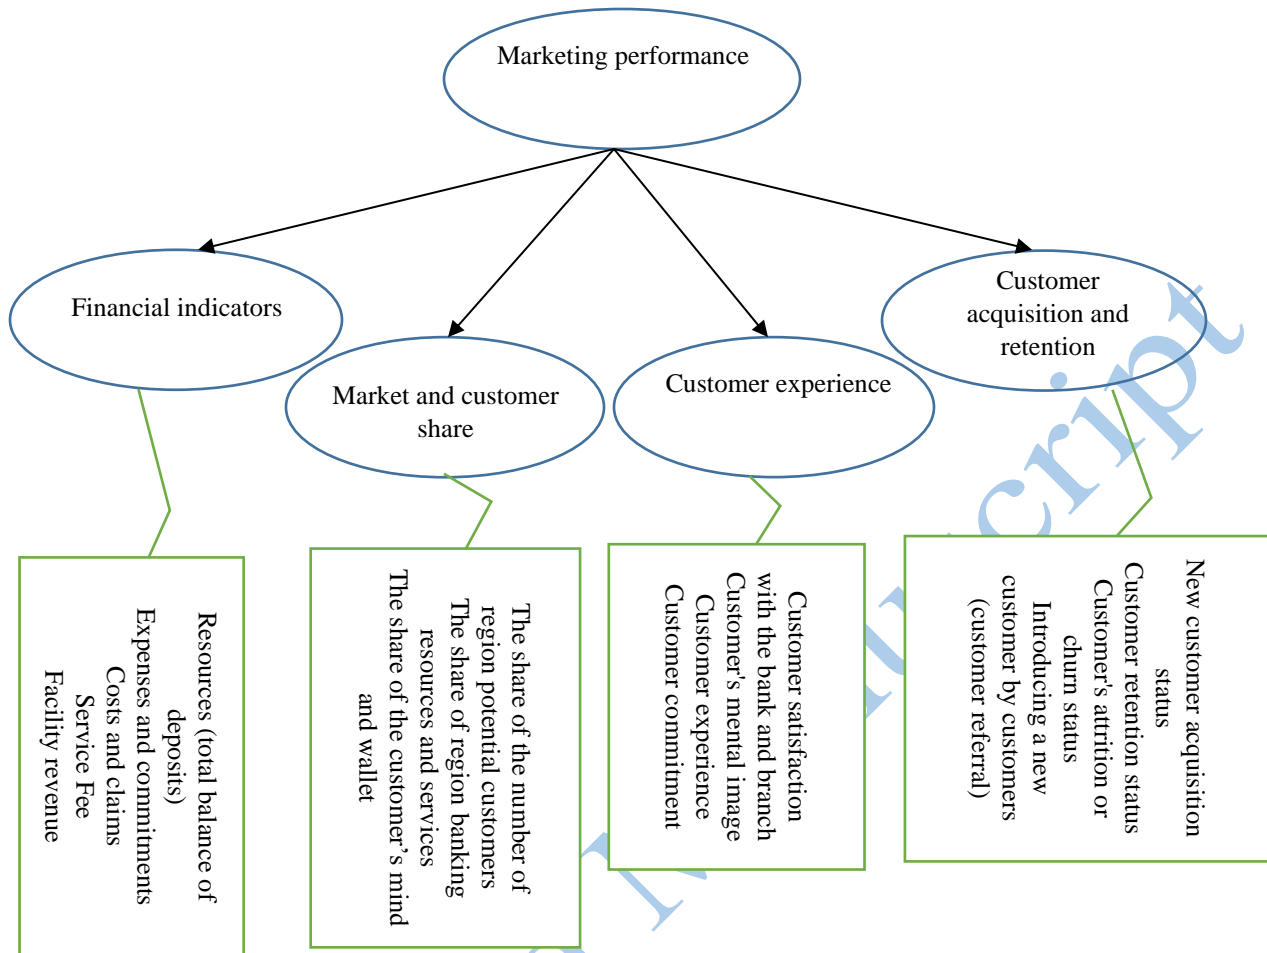 Marketing performance
Financial indicators
Market and customer
share
Customer experience
Customer
acquisition and
retention
Resources (total balance of
deposits)
Expenses and commitments
Costs and claims
Service Fee
Facility revenue
The share of the number of
region potential customers
The share of region banking
resources and services
The share of the customer’s mind
and wallet
Customer satisfaction
with the bank and branch
Customer's mental image
Customer experience
Customer commitment
New customer acquisition
status
Customer retention status
Customer's attrition or
churn status
Introducing a new
customer by customers
(customer referral)